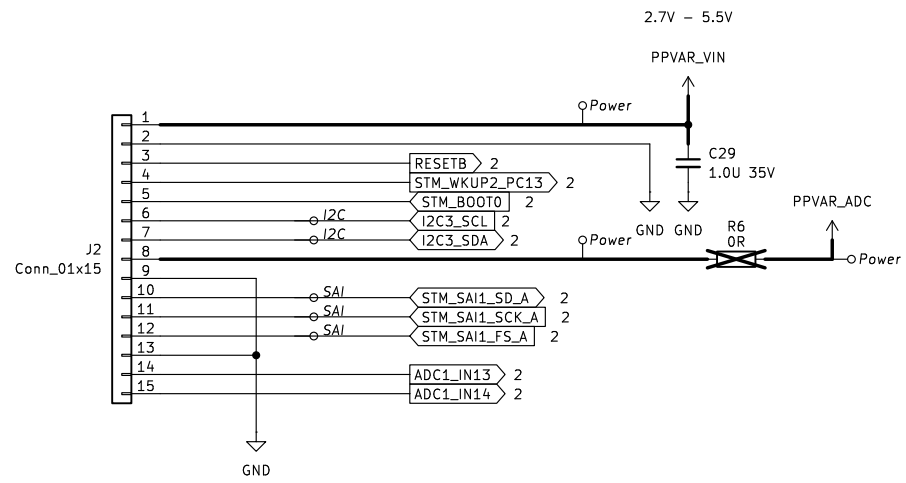 2.7V – 5.5V
PPVAR_VIN
Power
1
2
3 RESETB 2
4 STM_WKUP2_PC13 2
5 STM_BOOT0 2
6 I2C I2C3_SCL 2
7 I2C I2C3_SDA 2
8 Power
9
10 SAI STM_SAI1_SD_A 2
11 SAI STM_SAI1_SCK_A 2
12 SAI STM_SAI1_FS_A 2
13
14 ADC1_IN13 2
15 ADC1_IN14 2
J2
Conn_01x15
GND
C29
1.0U 35V
GND GND
PPVAR_ADC
R6
0R
Power